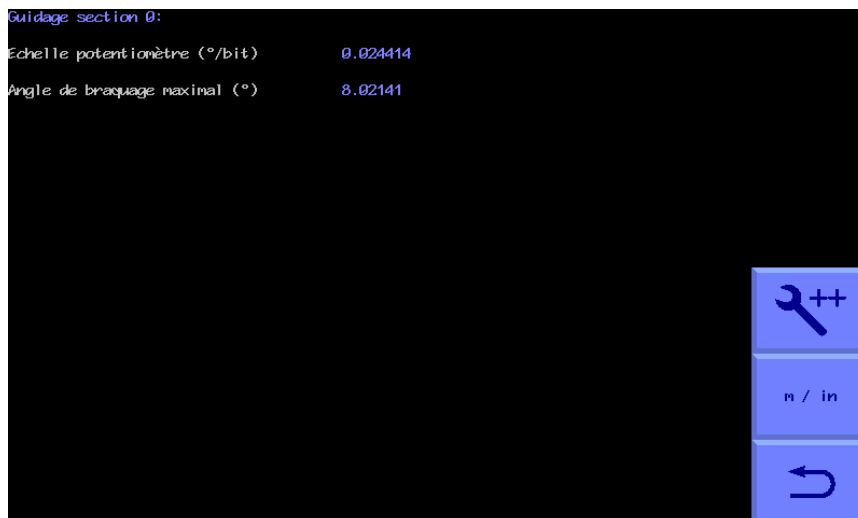 Guidage section 0:
Echelle potentiomètre (°/bit) 0.024414
Angle de braquage maximal (°) 8.02141
++
m / in